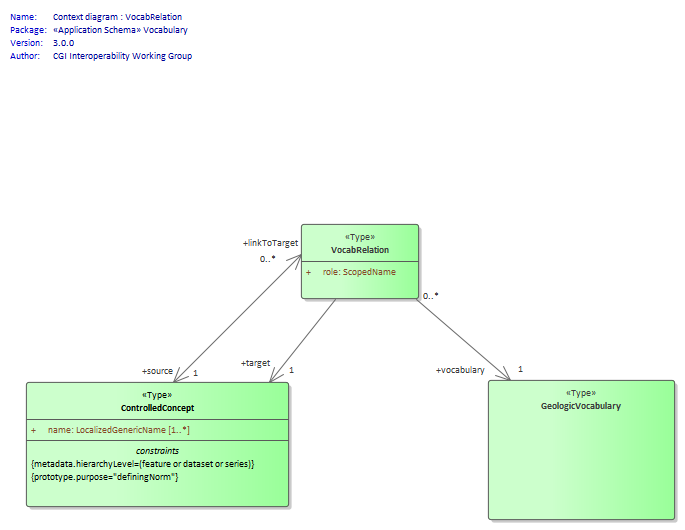 Name: Context diagram : VocabRelation
Package: «Application Schema» Vocabulary
Version: 3.0.0
Author: CGI Interoperability Working Group
«Type»
VocabRelation
+ role: ScopedName
+linkToTarget
0..*
0..*
+source
1
+target
1
+vocabulary
1
«Type»
ControlledConcept
+ name: LocalizedGenericName [1..*]
constraints
{metadata.hierarchyLevel=(feature or dataset or series)}
{prototype.purpose="definingNorm"}
«Type»
GeologicVocabulary